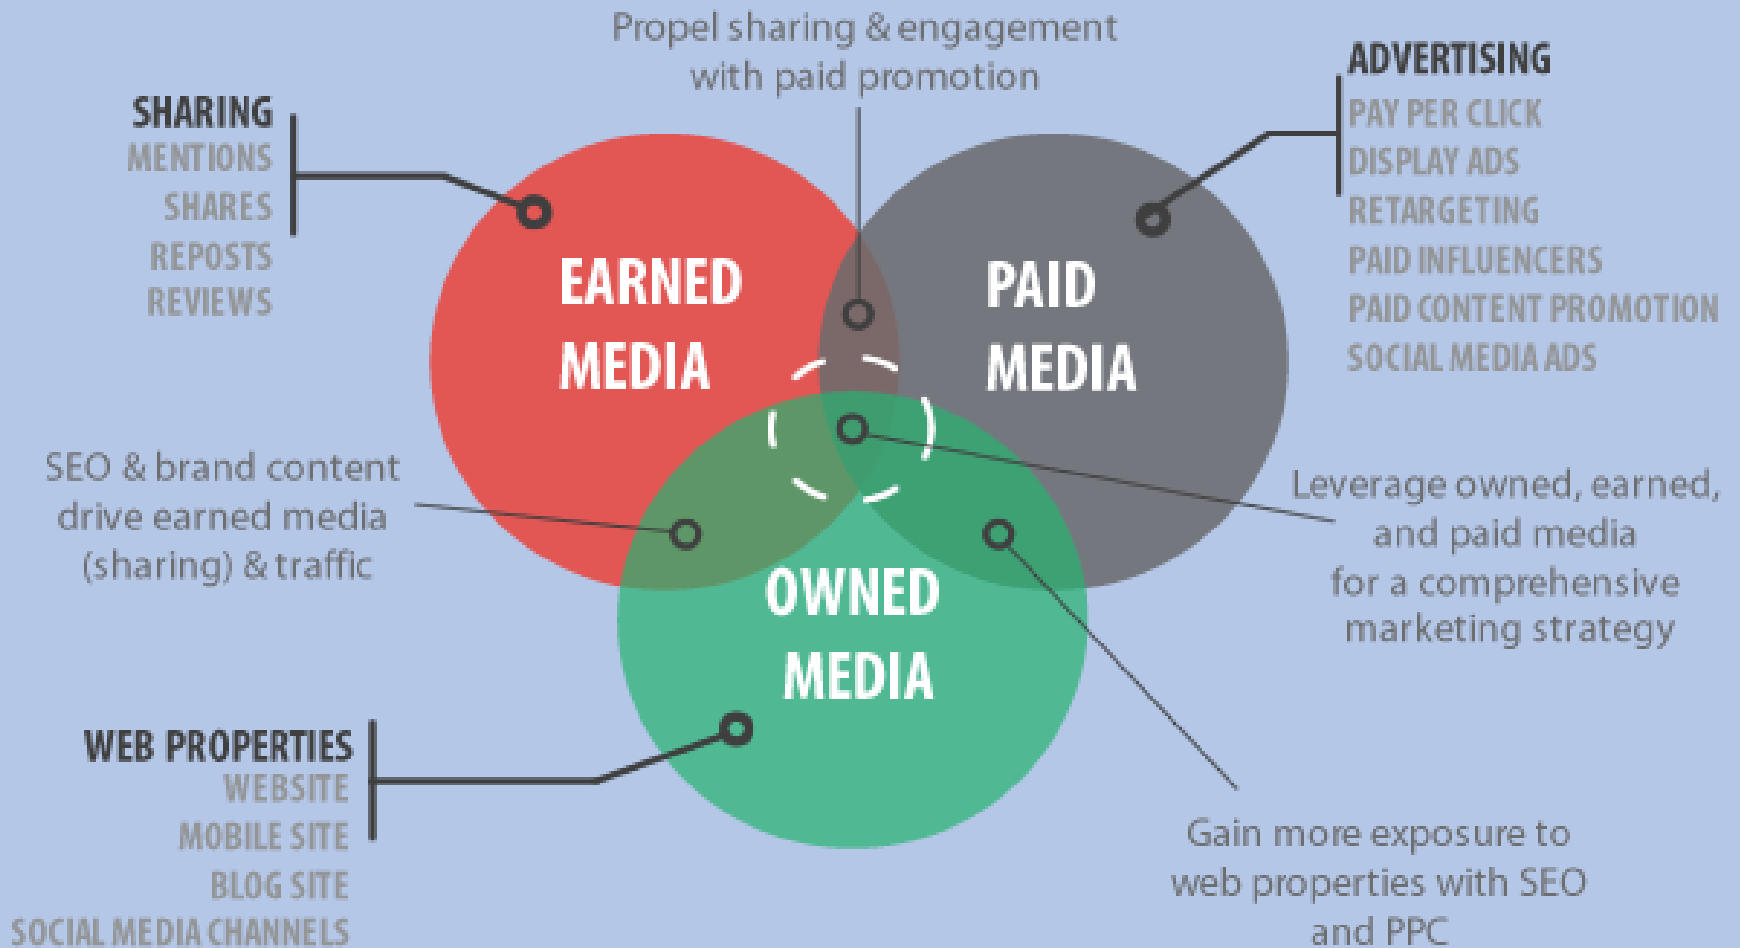 Propel sharing & engagement
with paid promotion
SHARING
MENTIONS
SHARES
REPOSTS
REVIEWS
ADVERTISING
PAY PER CLICK
DISPLAY ADS
RETARGETING
PAID INFLUENCERS
PAID CONTENT PROMOTION
SOCIAL MEDIA ADS
EARNED
MEDIA
PAID
MEDIA
SEO & brand content
drive earned media
(sharing) & traffic
Leverage owned, earned,
and paid media
for a comprehensive
marketing strategy
OWNED
MEDIA
WEB PROPERTIES
WEBSITE
MOBILE SITE
BLOG SITE
SOCIAL MEDIA CHANNELS
Gain more exposure to
web properties with SEO
and PPC